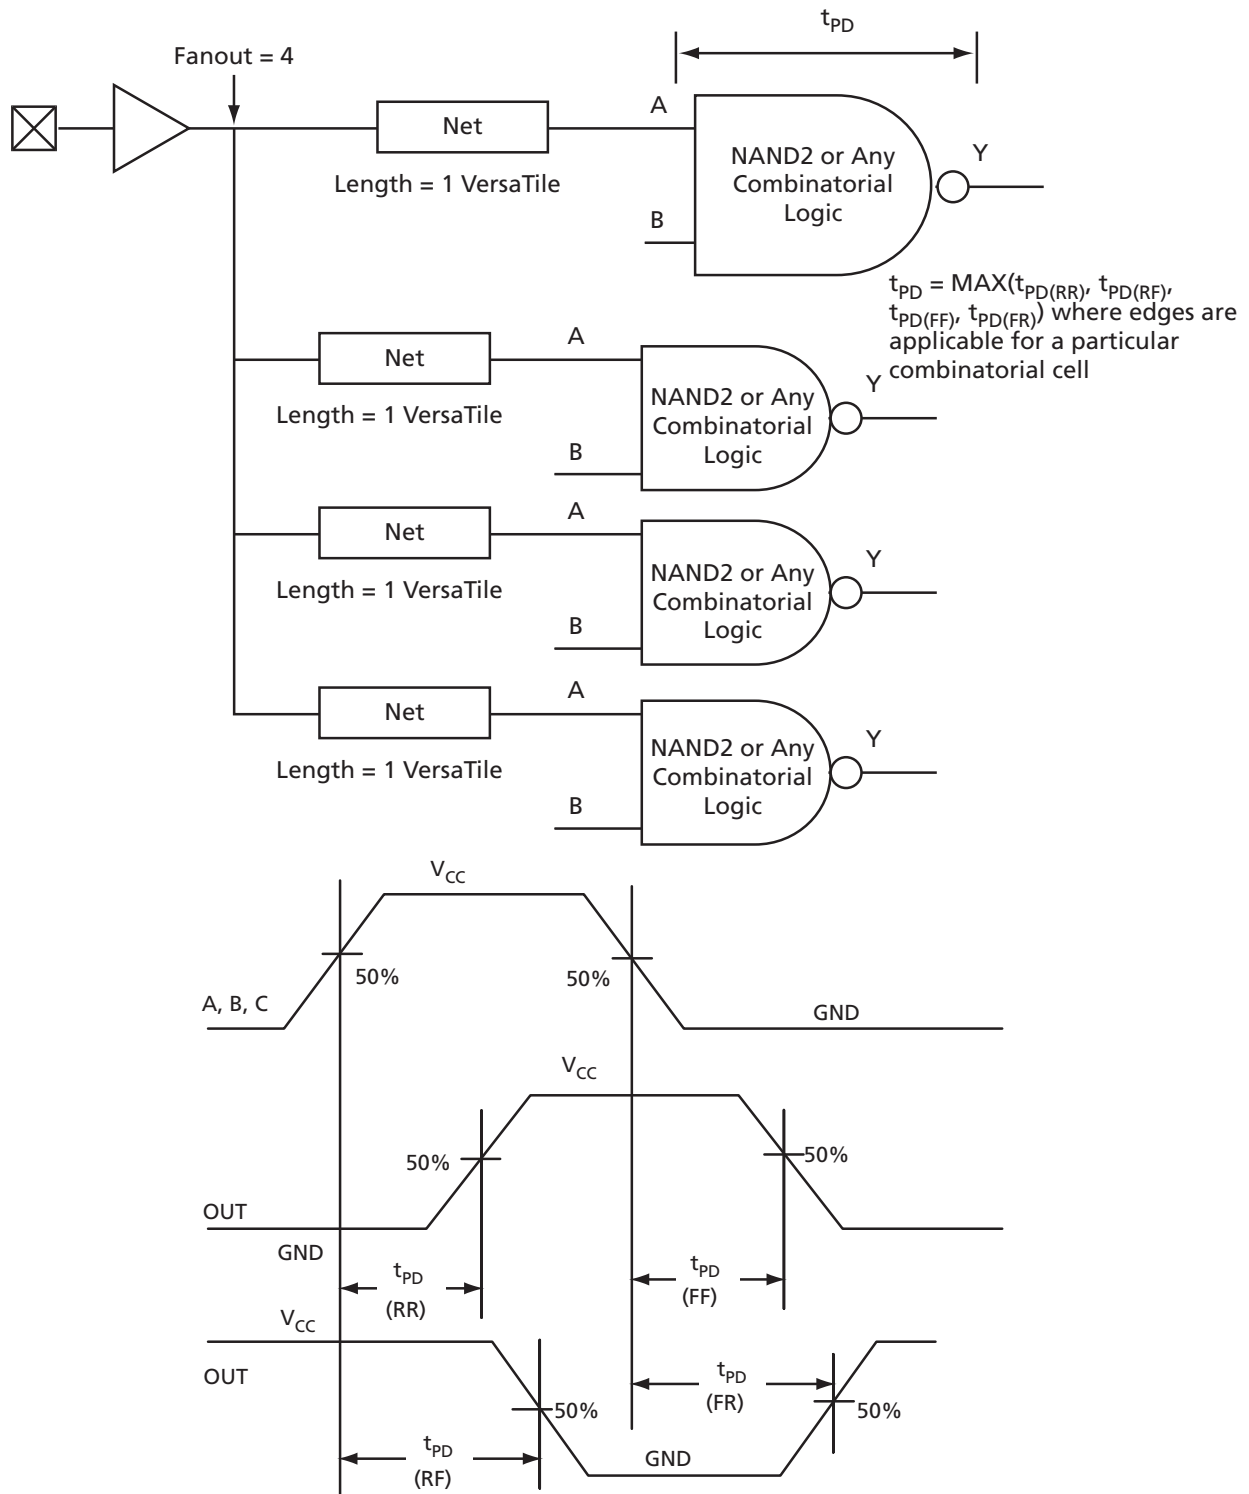 tPD
Fanout = 4
Net
Length = 1 VersaTile
A
B
NAND2 or Any
Combinatorial
Logic
Y
tPD = MAX(tPD(RR), tPD(RF),
tPD(FF), tPD(FR)) where edges are
applicable for a particular
combinatorial cell
Net
Length = 1 VersaTile
A
B
NAND2 or Any
Combinatorial
Logic
Y
Net
Length = 1 VersaTile
A
B
NAND2 or Any
Combinatorial
Logic
Y
Net
Length = 1 VersaTile
A
B
NAND2 or Any
Combinatorial
Logic
Y
VCC
50%
50%
A, B, C
GND
VCC
50%
50%
OUT
GND
tPD
(RR)
tPD
(FF)
VCC
OUT
tPD
(FR)
50%
50%
tPD
(RF)
GND